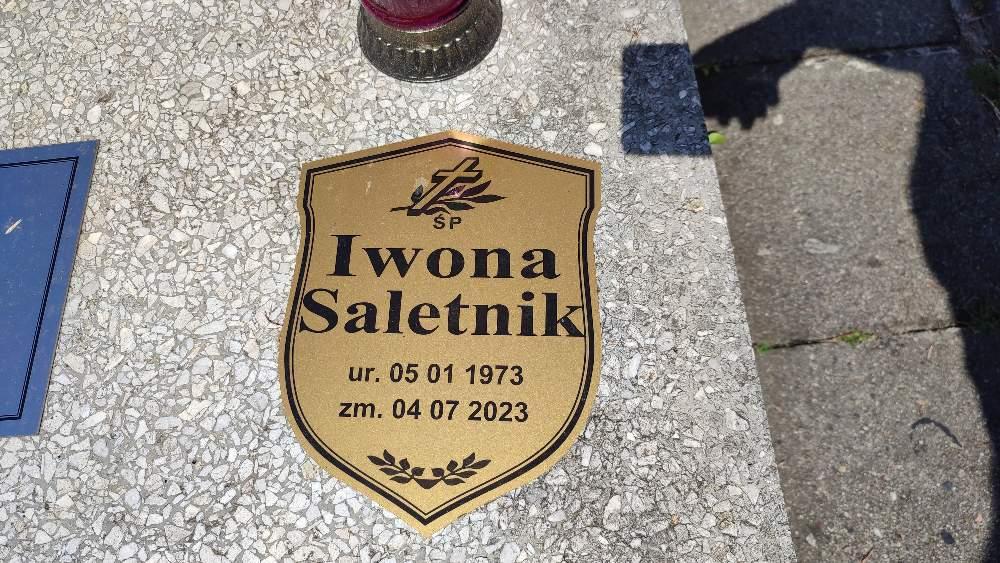 ŚP
Iwona
Saletnik
ur. 05 01 1973
zm. 04 07 2023